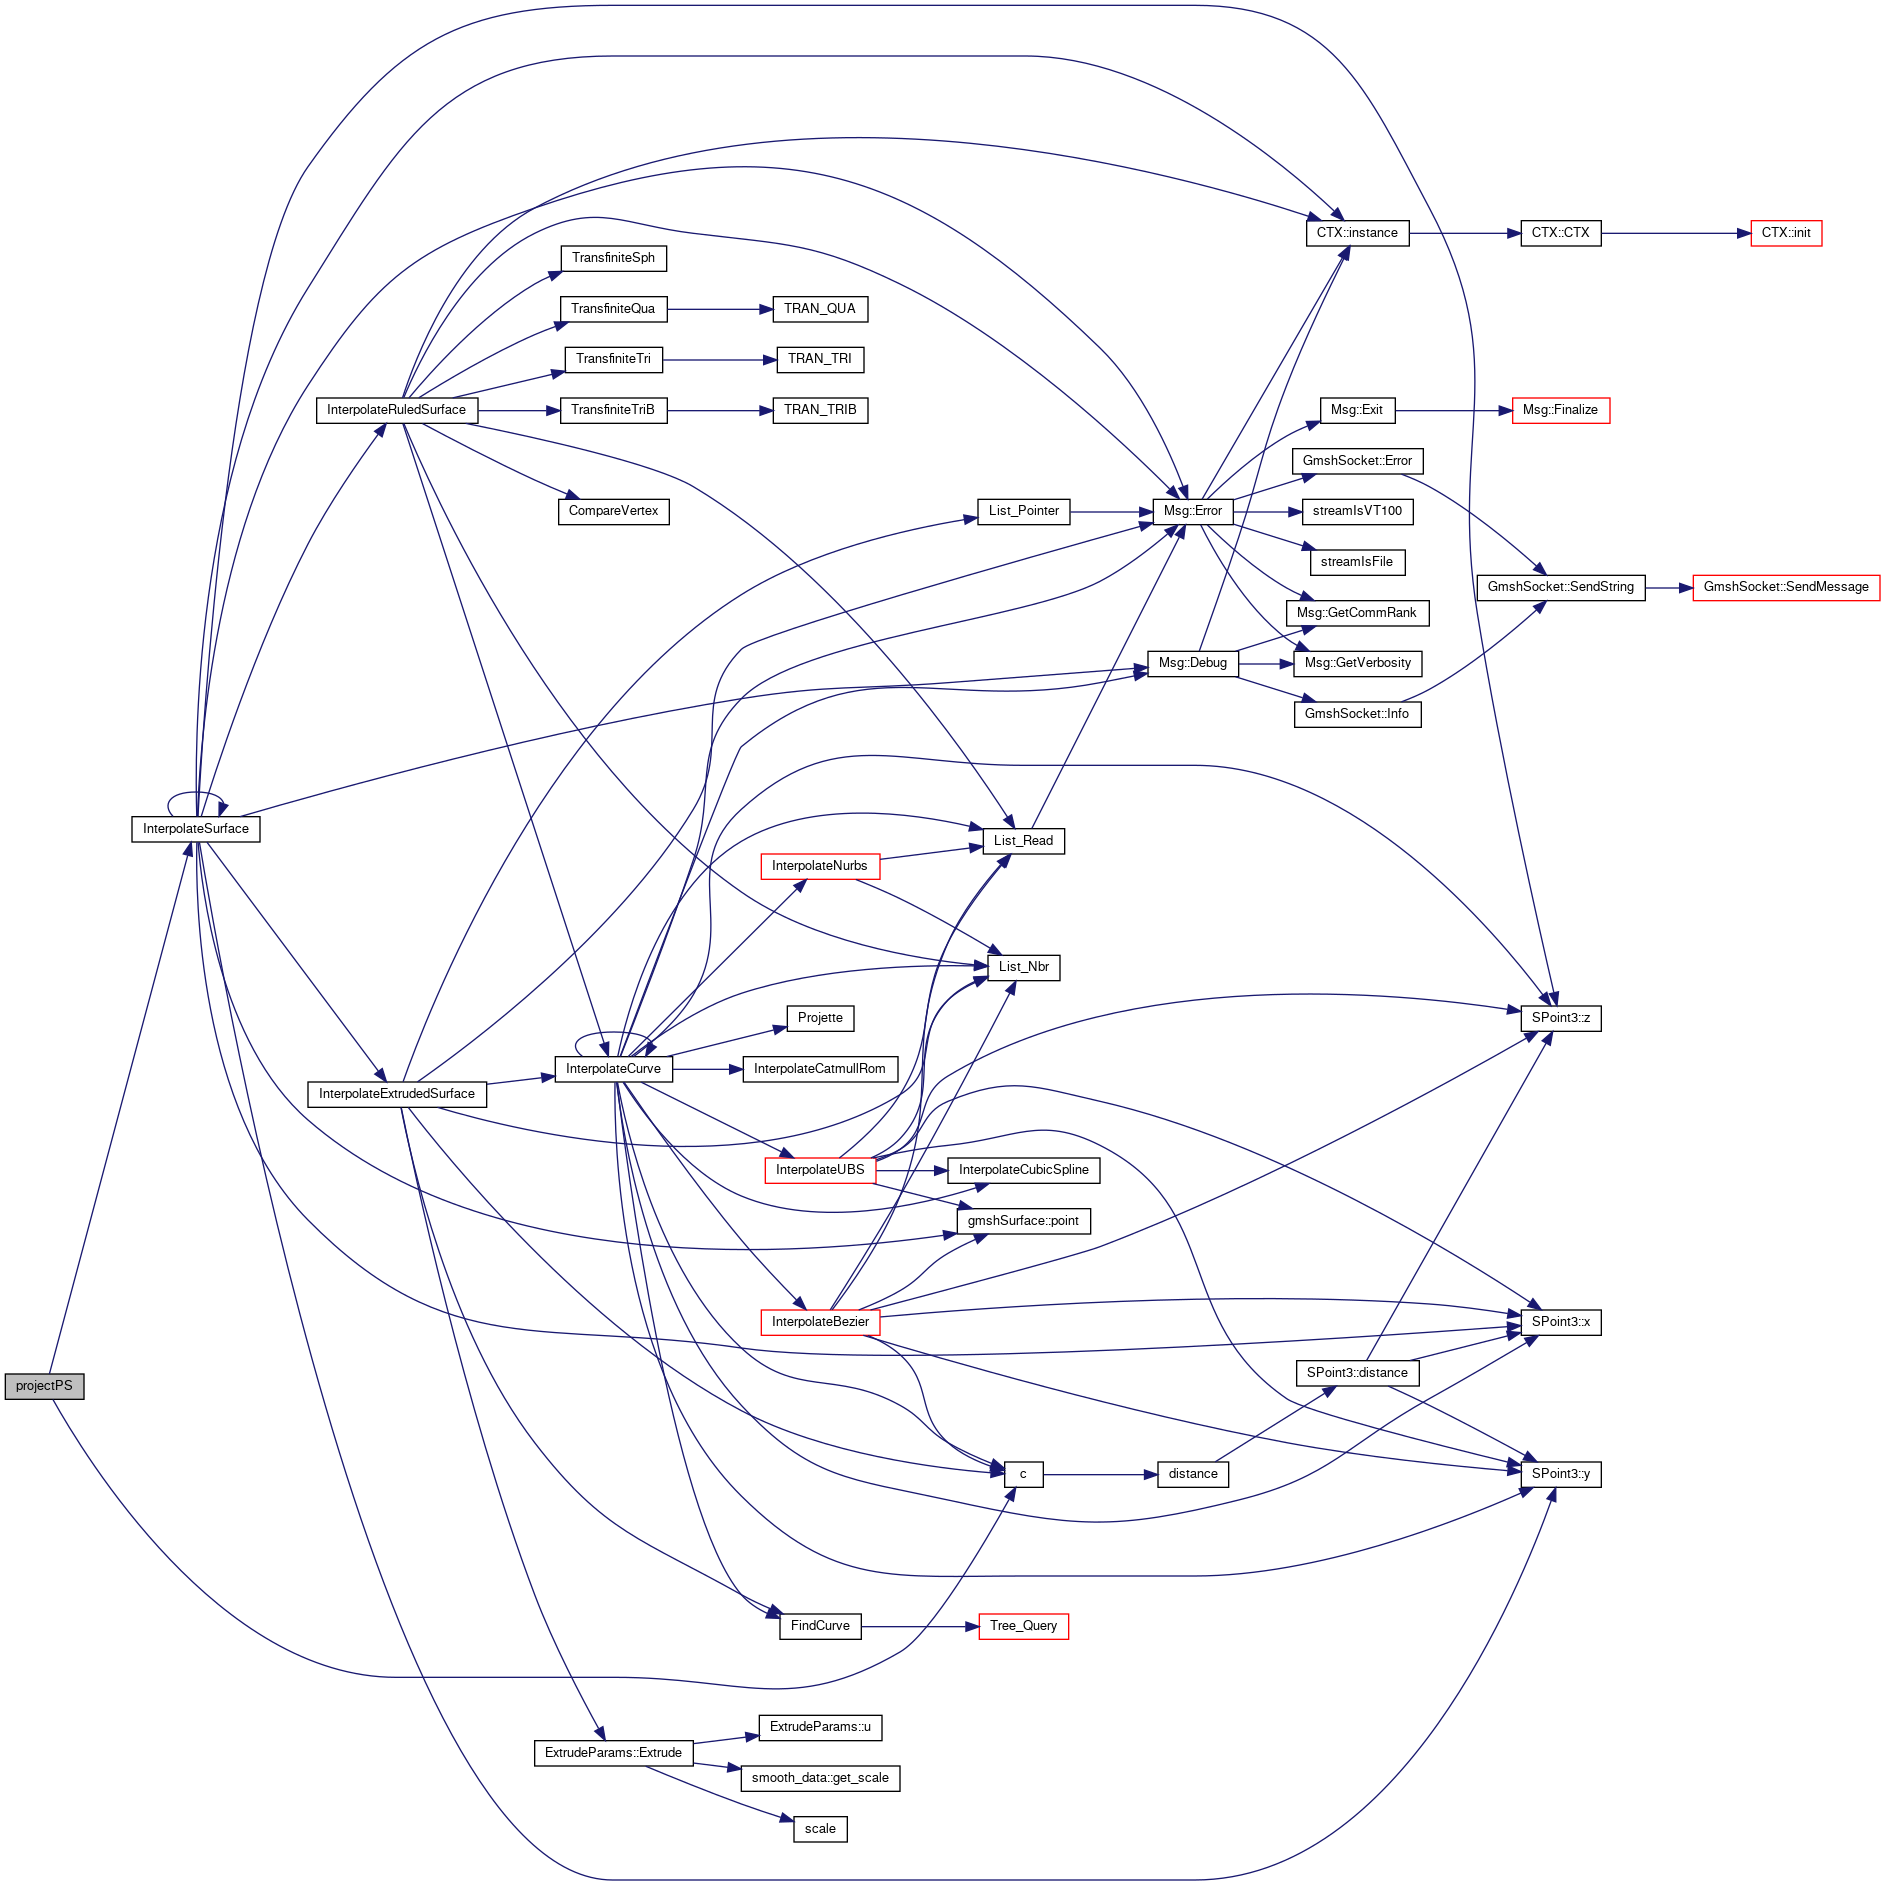 CTX::instance
CTX::CTX
CTX::init
TransfiniteSph
TransfiniteQua
TRAN_QUA
TransfiniteTri
TRAN_TRI
InterpolateRuledSurface
TransfiniteTriB
TRAN_TRIB
Msg::Exit
Msg::Finalize
GmshSocket::Error
CompareVertex
List_Pointer
Msg::Error
streamIsVT100
streamIsFile
GmshSocket::SendString
GmshSocket::SendMessage
Msg::GetCommRank
Msg::Debug
Msg::GetVerbosity
GmshSocket::Info
InterpolateSurface
List_Read
InterpolateNurbs
List_Nbr
Projette
SPoint3::z
InterpolateCurve
InterpolateCatmullRom
InterpolateExtrudedSurface
InterpolateUBS
InterpolateCubicSpline
gmshSurface::point
InterpolateBezier
SPoint3::x
projectPS
SPoint3::distance
c
distance
SPoint3::y
FindCurve
Tree_Query
ExtrudeParams::u
ExtrudeParams::Extrude
smooth_data::get_scale
scale